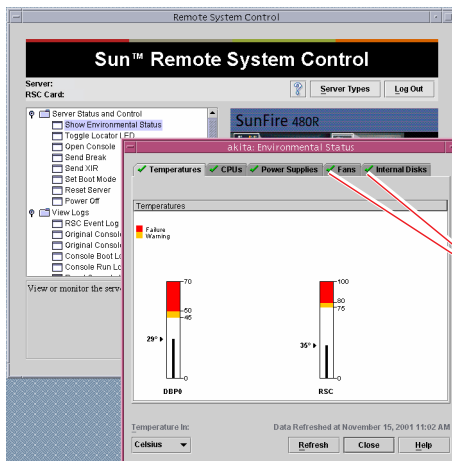 Remote System Control
Sun™ Remote System Control
Server:
RSC Card:
Server Types
Log Out
Server Status and Control
Show Environmental Status
Toggle Locator LED
Open Console
Send Break
Send XIR
Set Boot Mode
Reset Server
Power Off
View Logs
RSC Event Log
Original Console
Original Console
Console Boot Lo
Console Run Lo
View or monitor the serve
SunFire 480R
akita: Environmental Status
Temperatures
CPUs
Power Supplies
Fans
Internal Disks
Temperatures
Failure
Warning
70
50
45
29°
0
DBP0
100
80
75
35°
0
RSC
Temperature In:
Data Refreshed at November 15, 2001 11:02 AM
Celsius
Refresh
Close
Help